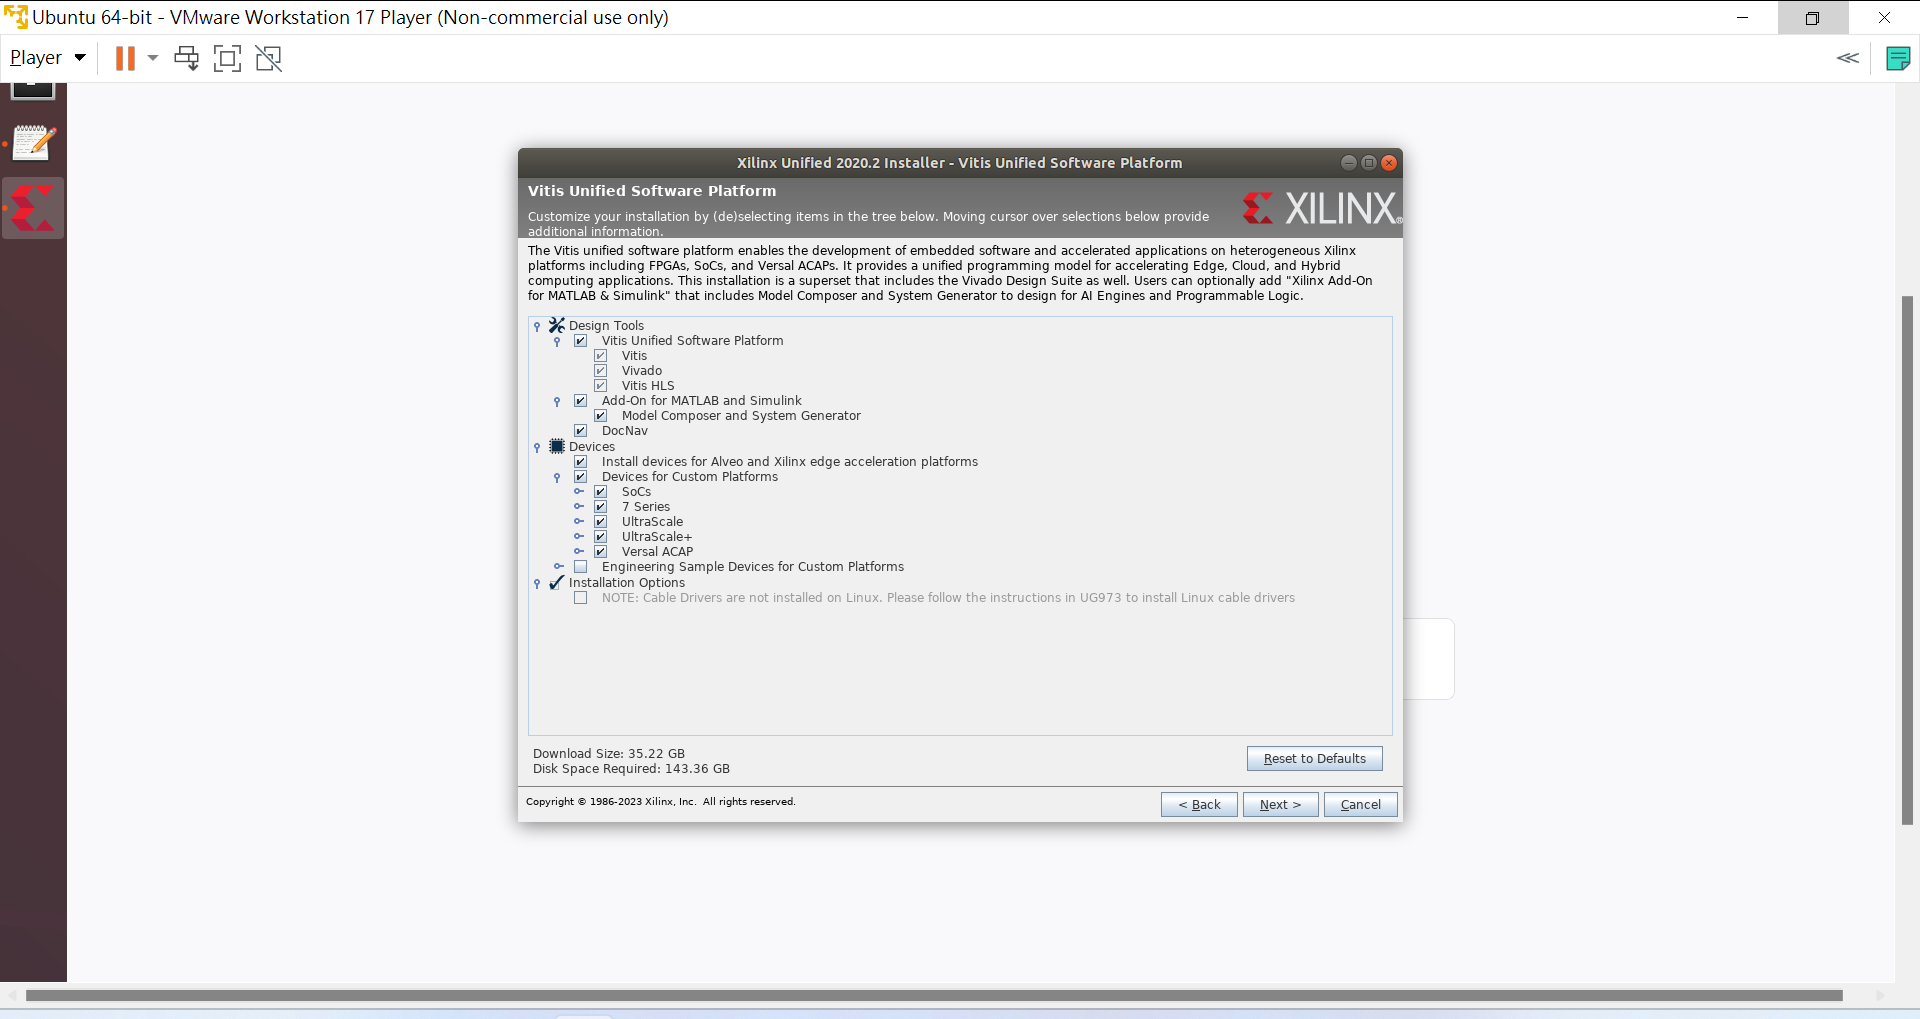 Ubuntu 64-bit - VMware Workstation 17 Player (Non-commercial use only)
Player
Xilinx Unified 2020.2 Installer - Vitis Unified Software Platform
Vitis Unified Software Platform
Customize your installation by (de)selecting items in the tree below. Moving cursor over selections below provide
additional information.
XILINX®
The Vitis unified software platform enables the development of embedded software and accelerated applications on heterogeneous Xilinx
platforms including FPGAs, SoCs, and Versal ACAPs. It provides a unified programming model for accelerating Edge, Cloud, and Hybrid
computing applications. This installation is a superset that includes the Vivado Design Suite as well. Users can optionally add "Xilinx Add-On
for MATLAB & Simulink" that includes Model Composer and System Generator to design for AI Engines and Programmable Logic.
Design Tools
Vitis Unified Software Platform
Vitis
Vivado
Vitis HLS
Add-On for MATLAB and Simulink
Model Composer and System Generator
DocNav
Devices
Install devices for Alveo and Xilinx edge acceleration platforms
Devices for Custom Platforms
SoCs
7 Series
UltraScale
UltraScale+
Versal ACAP
Engineering Sample Devices for Custom Platforms
Installation Options
NOTE: Cable Drivers are not installed on Linux. Please follow the instructions in UG973 to install Linux cable drivers
Download Size: 35.22 GB
Disk Space Required: 143.36 GB
Reset to Defaults
Copyright © 1986-2023 Xilinx, Inc. All rights reserved.
< Back
Next >
Cancel